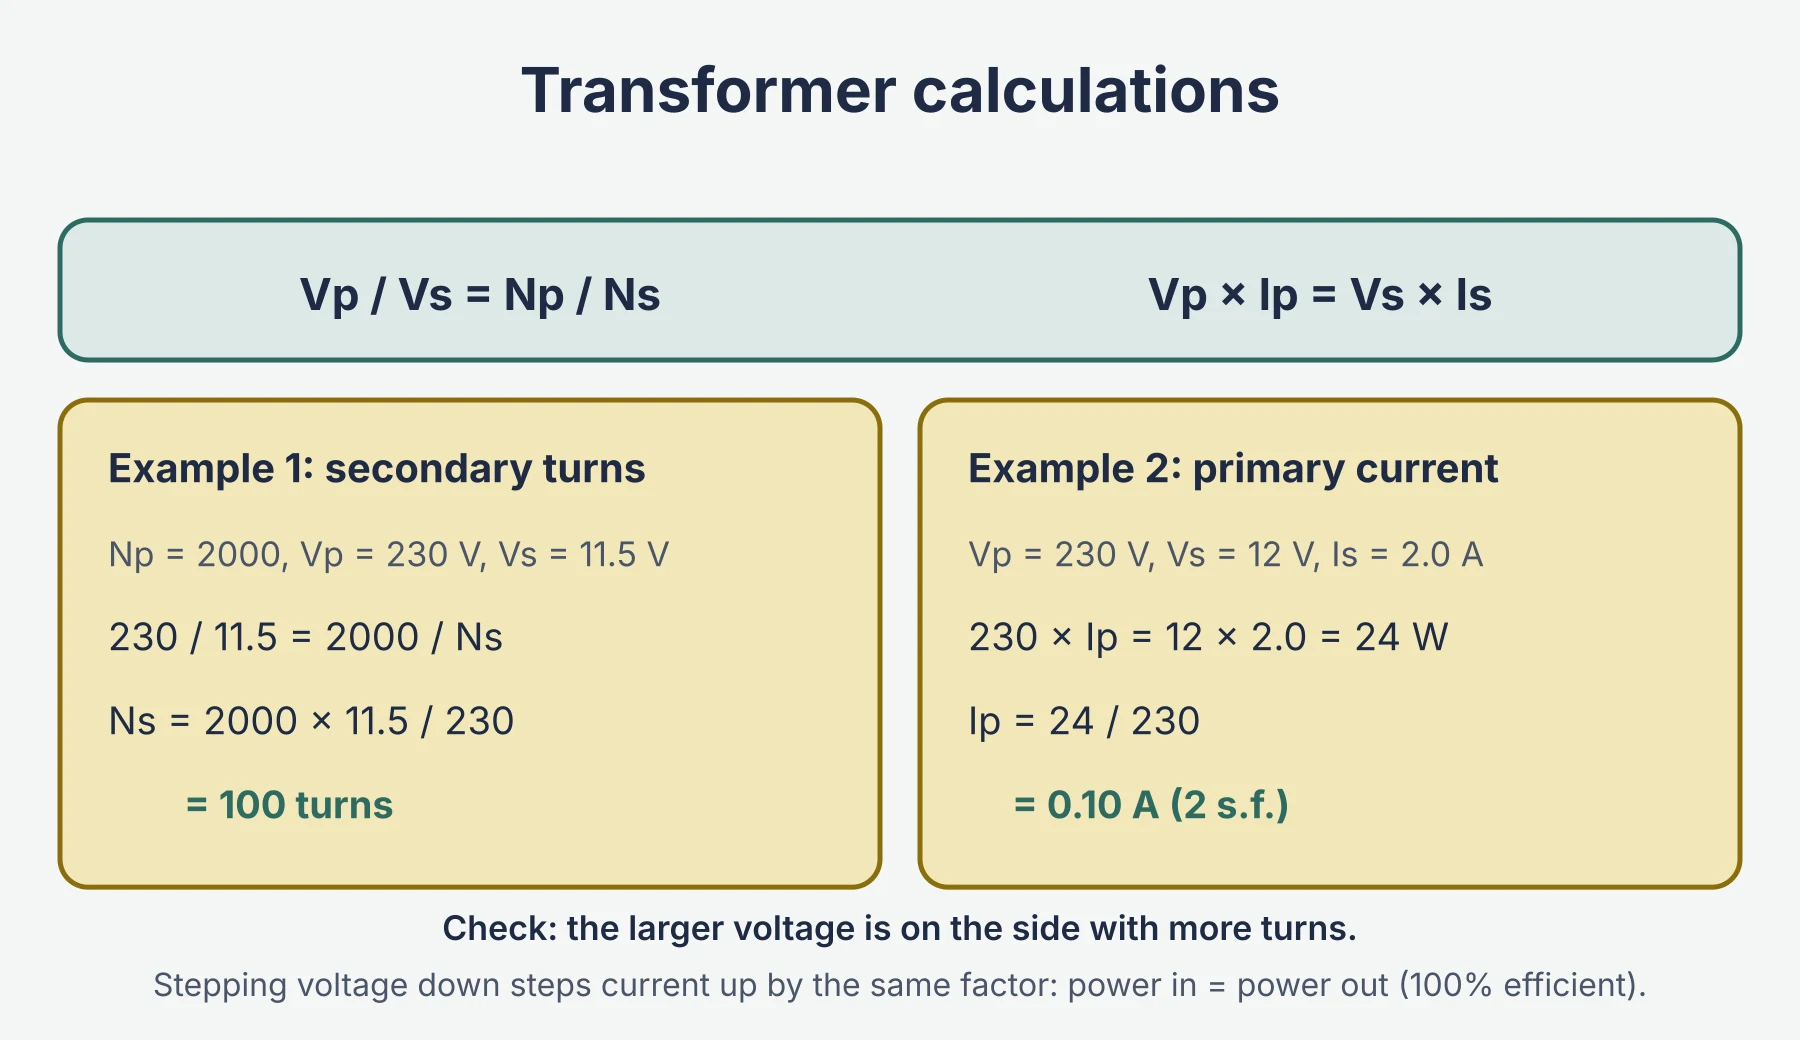 Transformer calculations
Vp / Vs = Np / Ns
Vp × Ip = Vs × Is
Example 1: secondary turns
Np = 2000, Vp = 230 V, Vs = 11.5 V
230 / 11.5 = 2000 / Ns
Ns = 2000 × 11.5 / 230
= 100 turns
Example 2: primary current
Vp = 230 V, Vs = 12 V, Is = 2.0 A
230 × Ip = 12 × 2.0 = 24 W
Ip = 24 / 230
= 0.10 A (2 s.f.)
Check: the larger voltage is on the side with more turns.
Stepping voltage down steps current up by the same factor: power in = power out (100% efficient).